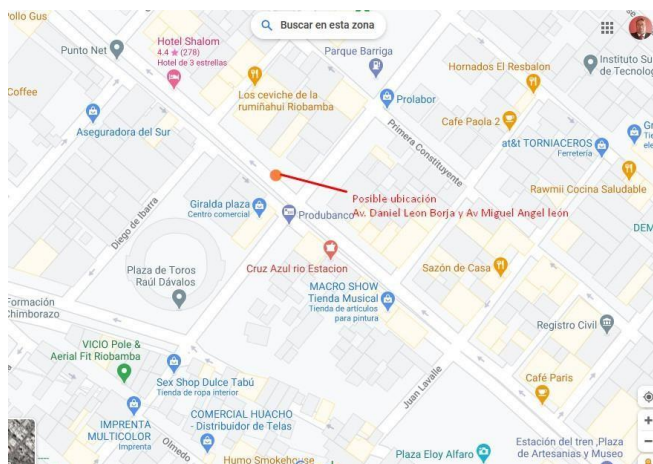 Pollo Gus
Buscar en esta zona
Punto Net
Hotel Shalom
4.4 ★ (278)
Hotel de 3 estrellas
Parque Barriga
Hornados El Resbalon
Instituto Su
de Tecnolog
Coffee
Los ceviche de la
rumiñahui Riobamba
Prolabor
Aseguradora del Sur
Cafe Paola 2
Primera Constituyente
at&t TORNIACEROS
Ferretería
Gr
Tie
ele
Posible ubicación
Av. Daniel Leon Borja y Av Miguel Angel león
Rawmii Cocina Saludable
Giralda plaza
Centro comercial
Produbanco
DEM
Diego de Ibarra
Plaza de Toros
Raúl Dávalos
Cruz Azul rio Estacion
Sazón de Casa
MACRO SHOW
Tienda Musical
Tienda de artículos
para pintura
Formación
Chimborazo
Registro Civil
VICIO Pole &
Aerial Fit Riobamba
Sex Shop Dulce Tabú
Tienda de ropa interior
Juan Lavalle
Café París
IMPRENTA
MULTICOLOR
Imprenta
COMERCIAL HUACHO
- Distribuidor de Telas
Olmedo
Humo Smokehouse
Plaza Eloy Alfaro
Estación del tren ,Plaza
de Artesanias y Museo